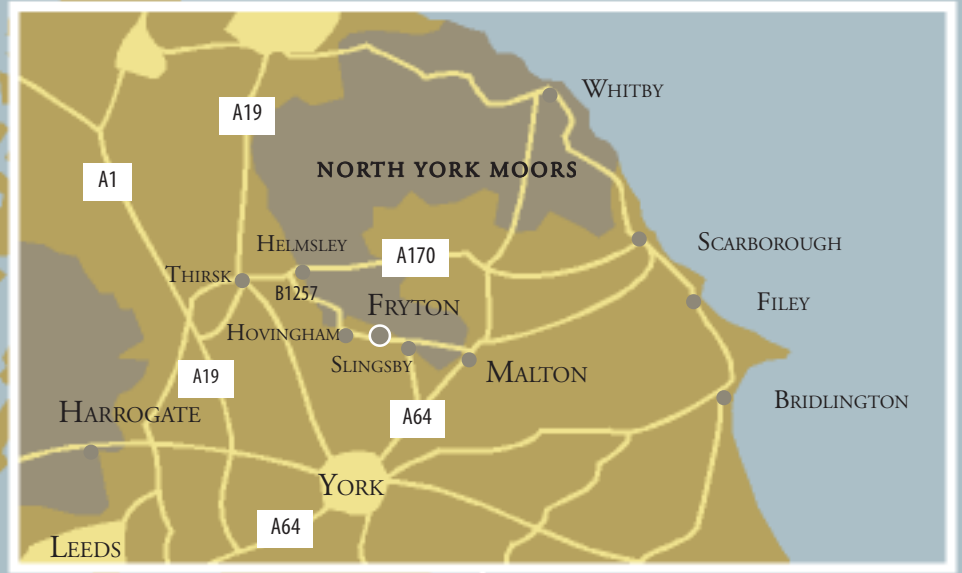 Whitby
A19
North York Moors
A1
Scarborough
Helmsley
A170
Thirsk
B1257
Fryton
Filey
Hovingham
Slingsby
Malton
A19
Bridlington
Harrogate
A64
York
A64
Leeds